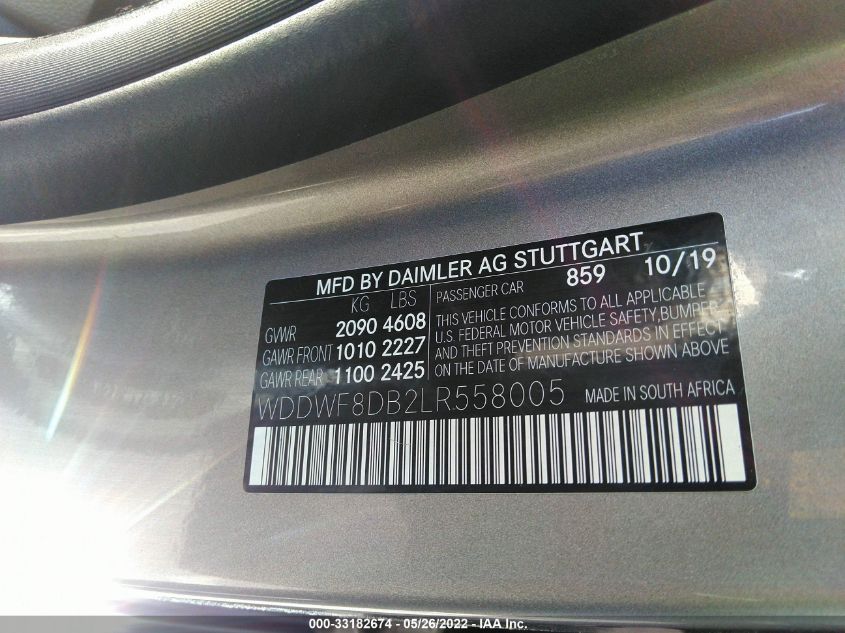 MFD BY DAIMLER AG STUTTGART
KG LBS
GVWR 2090 4608
GAWR FRONT 1010 2227
GAWR REAR 1100 2425
PASSENGER CAR 859 10/19
THIS VEHICLE CONFORMS TO ALL APPLICABLE
U.S. FEDERAL MOTOR VEHICLE SAFETY, BUMPER,
AND THEFT PREVENTION STANDARDS IN EFFECT
ON THE DATE OF MANUFACTURE SHOWN ABOVE
WDDWF8DB2LR558005 MADE IN SOUTH AFRICA
000-33182674 - 05/26/2022 - IAA Inc.